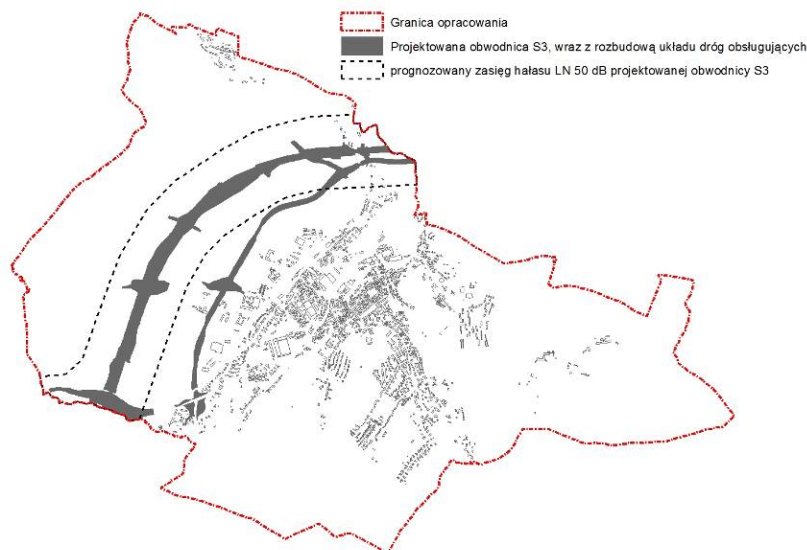 Granica opracowania
Projektowana obwodnica S3, wraz z rozbudową układu dróg obsługujących
prognozowany zasięg hałasu LN 50 dB projektowanej obwodnicy S3